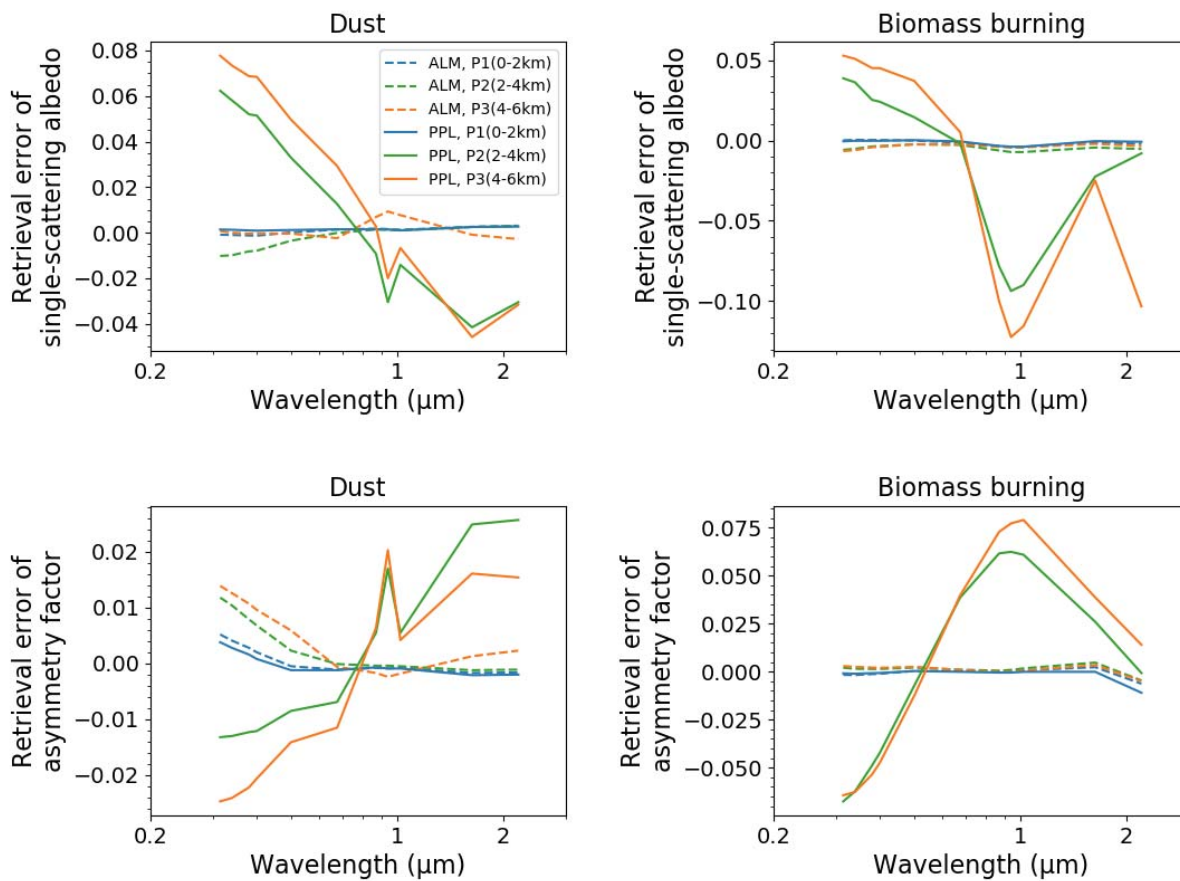 Dust
Retrieval error of
single-scattering albedo
0.08
0.06
0.04
0.02
0.00
−0.02
−0.04
ALM, P1(0-2km)
ALM, P2(2-4km)
ALM, P3(4-6km)
PPL, P1(0-2km)
PPL, P2(2-4km)
PPL, P3(4-6km)
0.2
1
2
Wavelength (μm)
Biomass burning
Retrieval error of
single-scattering albedo
0.05
0.00
−0.05
−0.10
0.2
1
2
Wavelength (μm)
Dust
Retrieval error of
asymmetry factor
0.02
0.01
0.00
−0.01
−0.02
0.2
1
2
Wavelength (μm)
Biomass burning
Retrieval error of
asymmetry factor
0.075
0.050
0.025
0.000
−0.025
−0.050
0.2
1
2
Wavelength (μm)